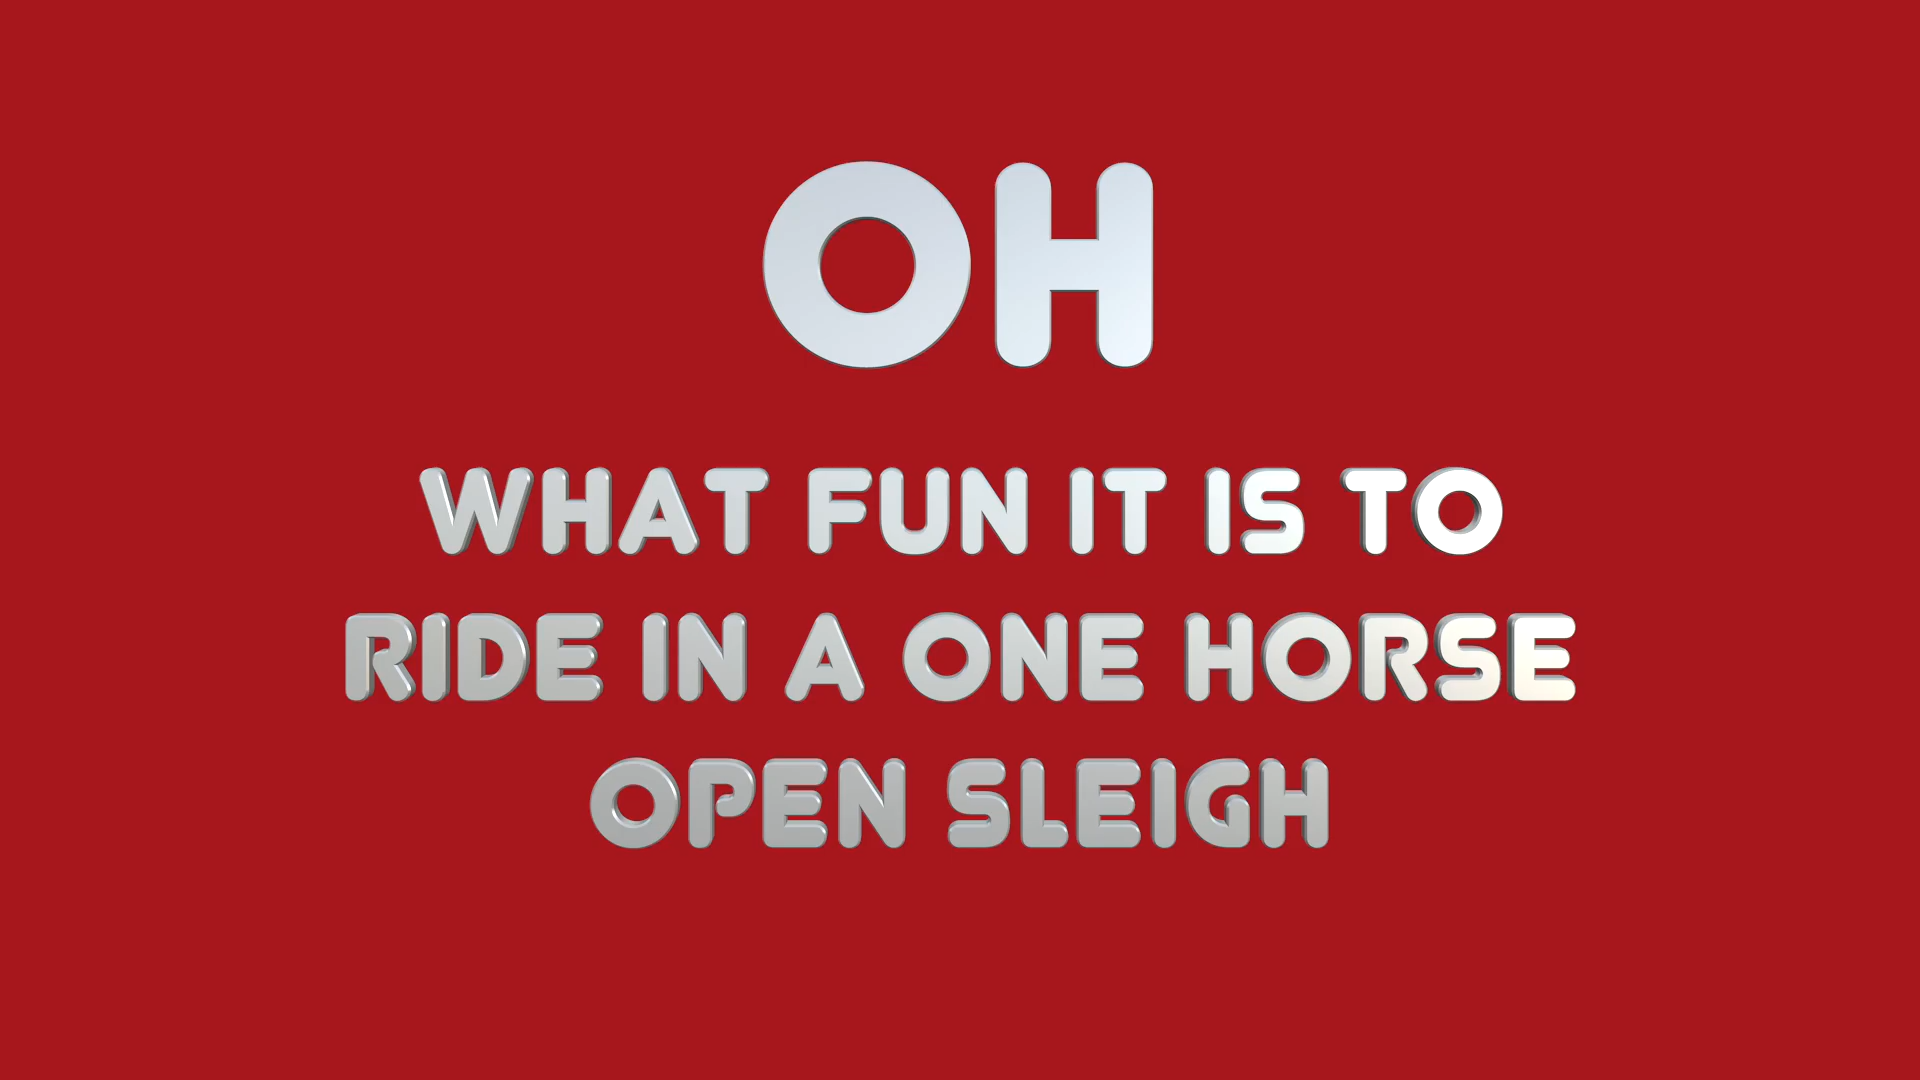 OH
WHAT FUN IT IS TO
RIDE IN A ONE HORSE
OPEN SLEIGH